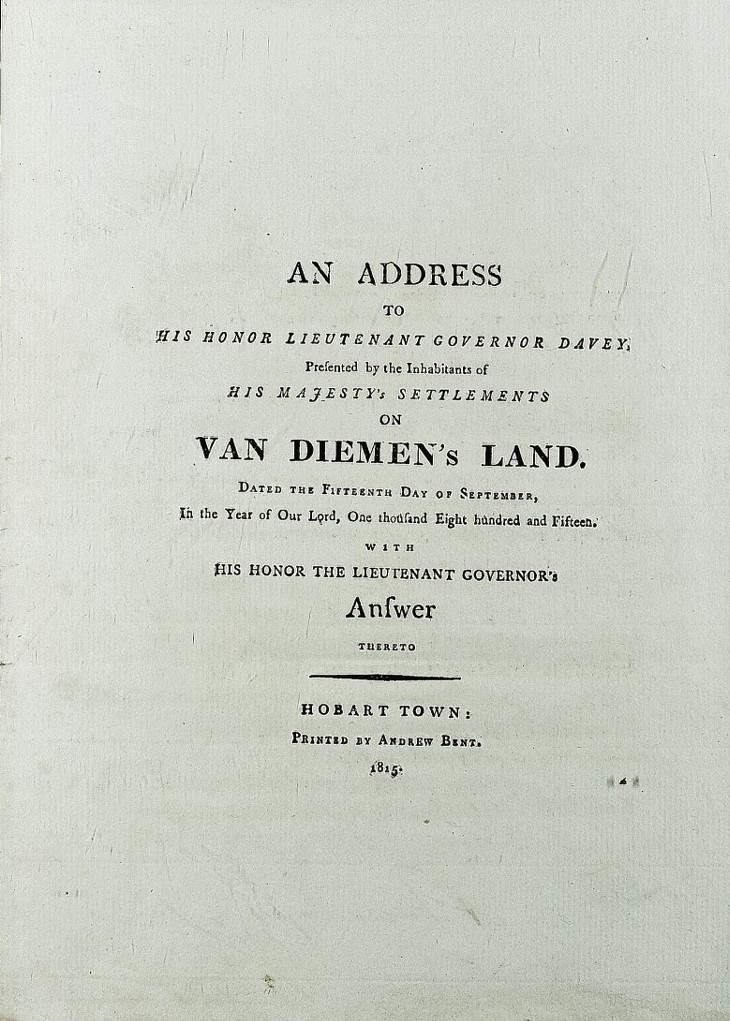 AN ADDRESS
TO
HIS HONOR LIEUTENANT GOVERNOR DAVEY,
Preſented by the Inhabitants of
HIS MAJESTY's SETTLEMENTS
ON
VAN DIEMEN's LAND.
DATED THE FIFTEENTH DAY OF SEPTEMBER,
In the Year of Our Lord, One thouſand Eight hundred and Fifteen.
WITH
HIS HONOR THE LIEUTENANT GOVERNOR's
Anſwer
THERETO
HOBART TOWN:
PRINTED BY ANDREW BENT.
1815.